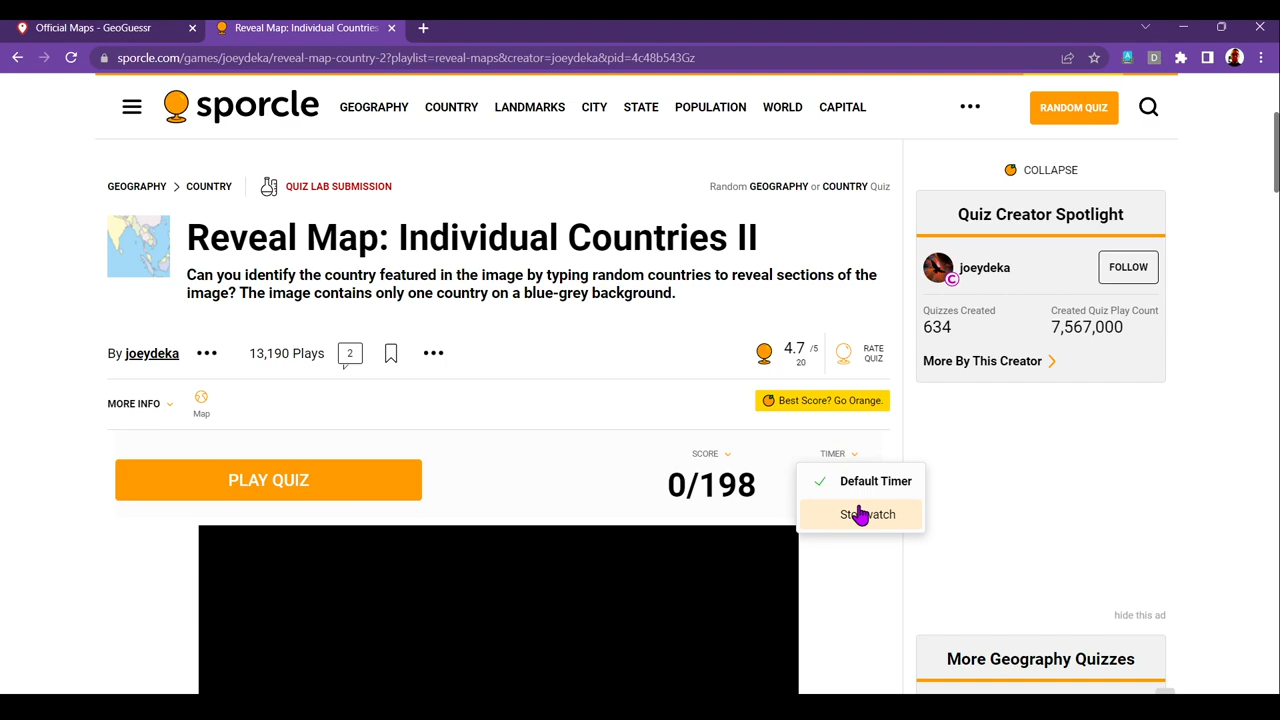 Official Maps - GeoGuessr
Reveal Map: Individual Countries
sporcle.com/games/joeydeka/reveal-map-country-2?playlist=reveal-maps&creator=joeydeka&pid=4c48b543Gz
sporcle GEOGRAPHY COUNTRY LANDMARKS CITY STATE POPULATION WORLD CAPITAL RANDOM QUIZ
COLLAPSE
GEOGRAPHY COUNTRY QUIZ LAB SUBMISSION Random GEOGRAPHY or COUNTRY Quiz
Reveal Map: Individual Countries II
Can you identify the country featured in the image by typing random countries to reveal sections of the
image? The image contains only one country on a blue-grey background.
By joeydeka 13,190 Plays 2
4.7 /5
20
RATE
QUIZ
MORE INFO Map
Best Score? Go Orange.
PLAY QUIZ
SCORE
0/198
TIMER
Default Timer
Quiz Creator Spotlight
joeydeka C FOLLOW
Quizzes Created
634
Created Quiz Play Count
7,567,000
More By This Creator
hide this ad
More Geography Quizzes